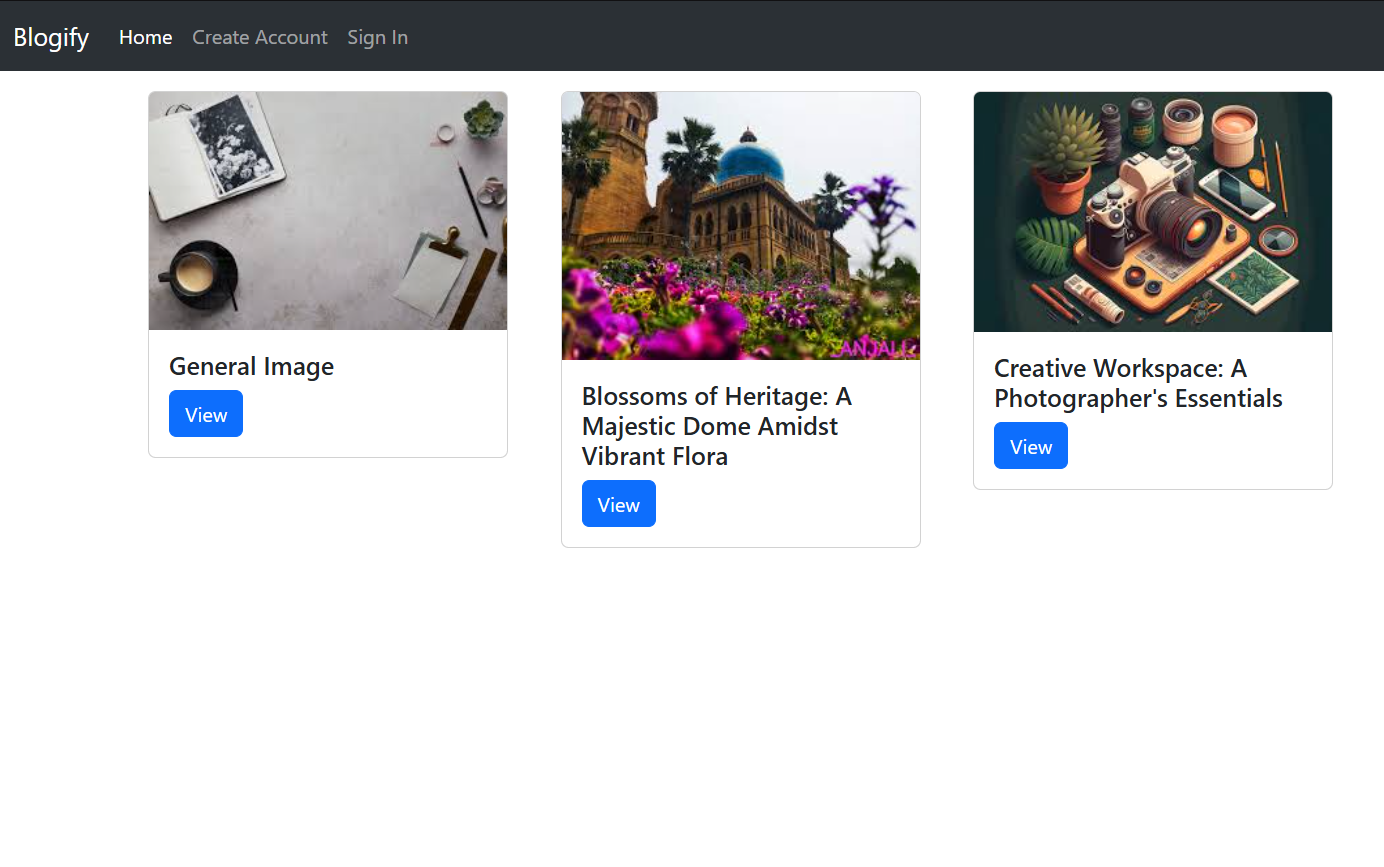 Blogify Home Create Account Sign In
General Image
View
Blossoms of Heritage: A
Majestic Dome Amidst
Vibrant Flora
View
ANJALI
Creative Workspace: A
Photographer's Essentials
View